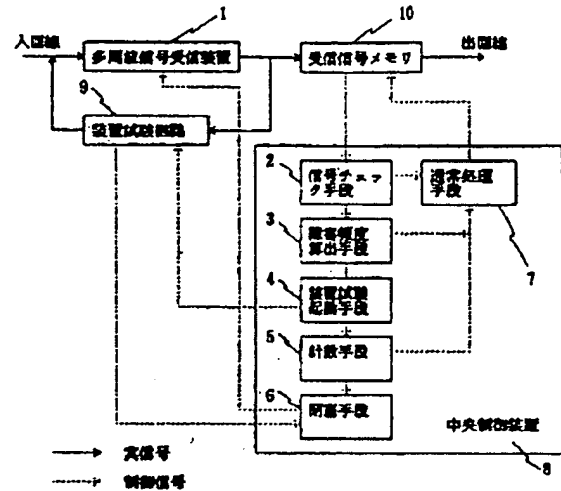 1
10
入回線
多周波信号受信装置
受信信号メモリ
出回線
9
装置試験回路
2
信号チェッ
ク手段
通常処理
手段
3
障害頻度
算出手段
7
4
装置試験
起動手段
5
計数手段
6
閉塞手段
中央制御装置
8
実信号
制御信号